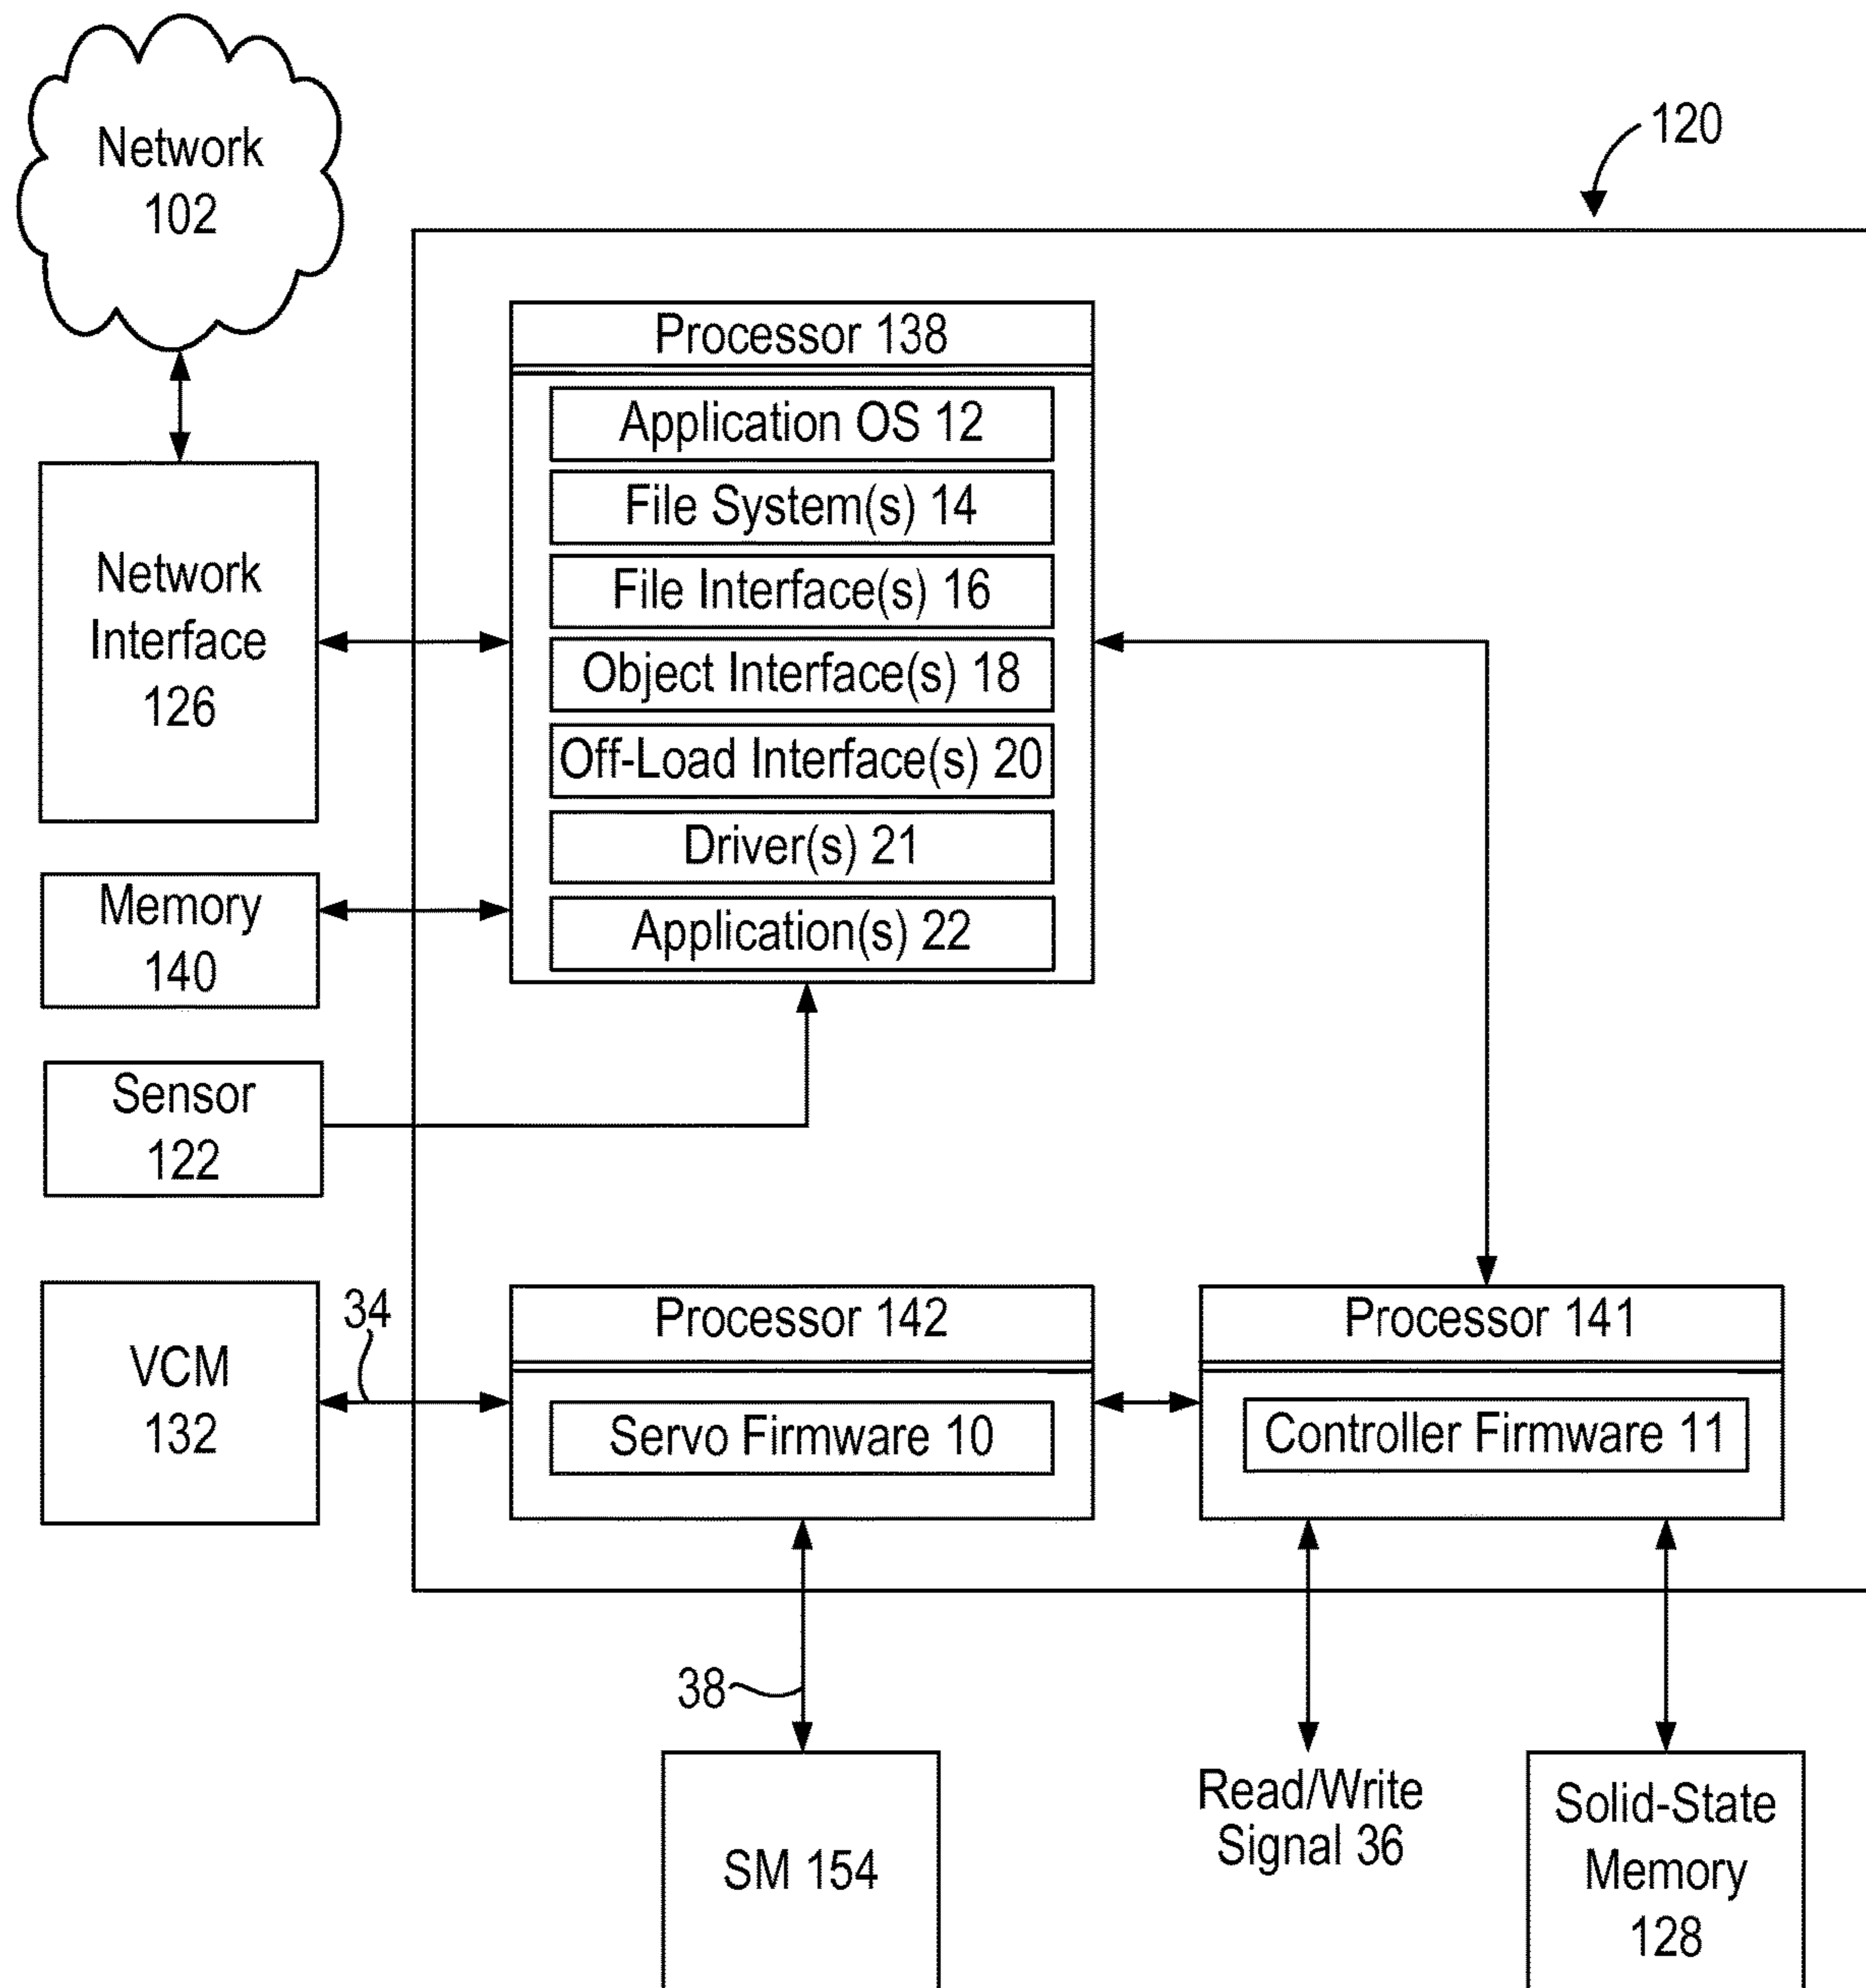 Network
102
120
Processor 138
Application OS 12
File System(s) 14
File Interface(s) 16
Object Interface(s) 18
Off-Load Interface(s) 20
Driver(s) 21
Application(s) 22
Network
Interface
126
Memory
140
Sensor
122
VCM
132
34
Processor 142
Servo Firmware 10
Processor 141
Controller Firmware 11
38
SM 154
Read/Write
Signal 36
Solid-State
Memory
128